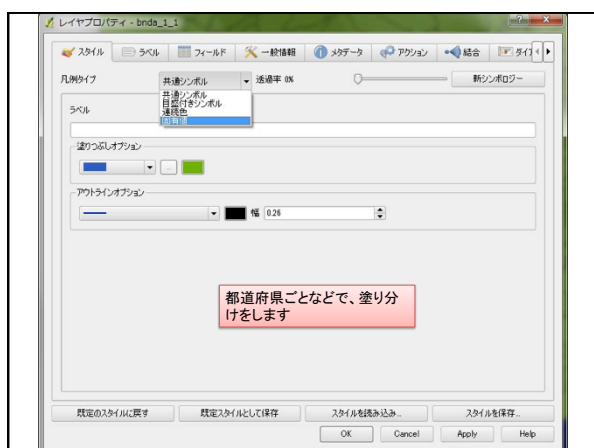 レイヤプロパティ - bnda_1_1
スタイル ラベル フィールド 一般情報 メタデータ アクション 結合 ダイア
凡例タイプ 共通シンボル 透過率 0% 新シンボロジー
共通シンボル
目盛付きシンボル
連続色
固有値
ラベル
塗りつぶしオプション
...
アウトラインオプション
幅 0.26
都道府県ごとなどで、塗り分
けをします
既定のスタイルに戻す 既定スタイルとして保存 スタイルを読み込み... スタイルを保存...
OK Cancel Apply Help